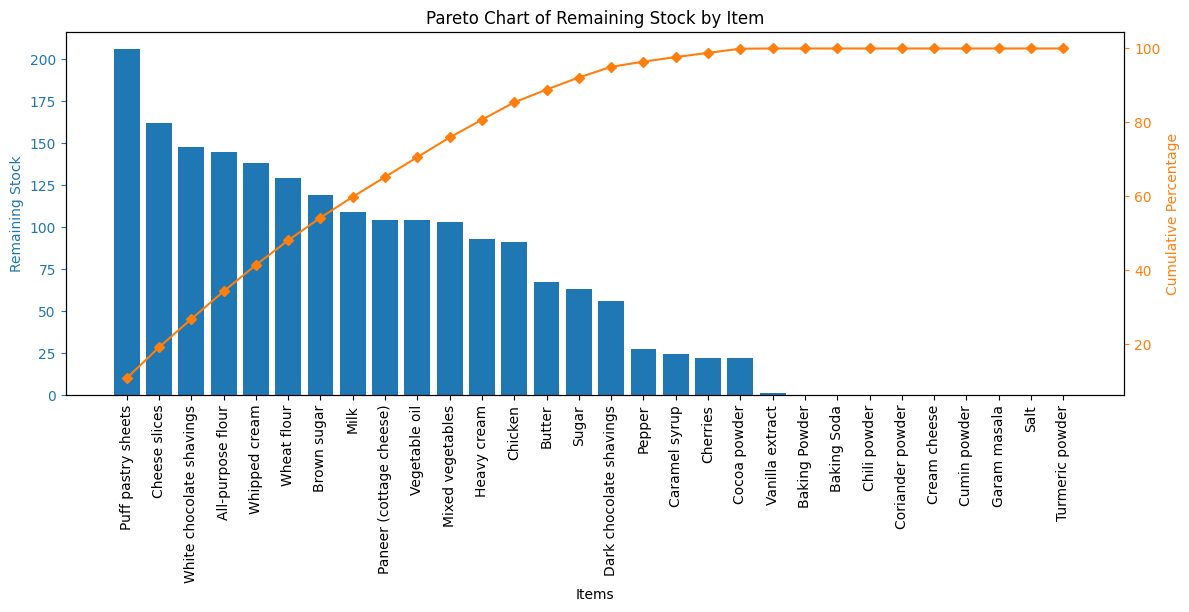 Pareto Chart of Remaining Stock by Item
Remaining Stock
200
175
150
125
100
75
50
25
0
Cumulative Percentage
100
80
60
40
20
Puff pastry sheets
Cheese slices
White chocolate shavings
All-purpose flour
Whipped cream
Wheat flour
Brown sugar
Milk
Paneer (cottage cheese)
Vegetable oil
Mixed vegetables
Heavy cream
Chicken
Butter
Sugar
Dark chocolate shavings
Pepper
Caramel syrup
Cherries
Cocoa powder
Vanilla extract
Baking Powder
Baking Soda
Chili powder
Coriander powder
Cream cheese
Cumin powder
Garam masala
Salt
Turmeric powder
Items